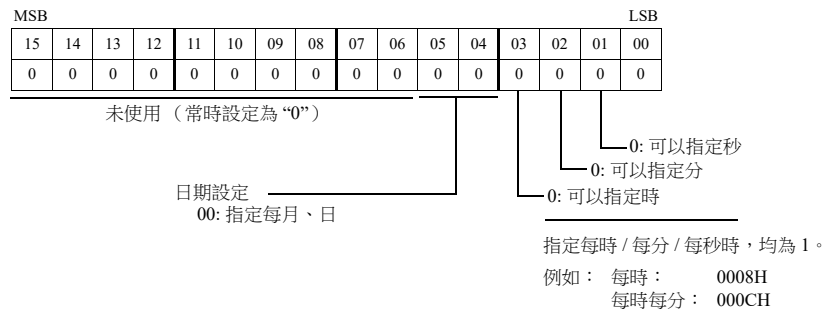 MSB LSB
15 14 13 12 11 10 09 08 07 06 05 04 03 02 01 00
0 0 0 0 0 0 0 0 0 0 0 0 0 0 0 0
未使用（常時設定為 “0”）
0: 可以指定秒
0: 可以指定分
日期設定 0: 可以指定時
00: 指定每月、日
指定每時 / 每分 / 每秒時，均為 1。
例如： 每時： 0008H
每時每分： 000CH